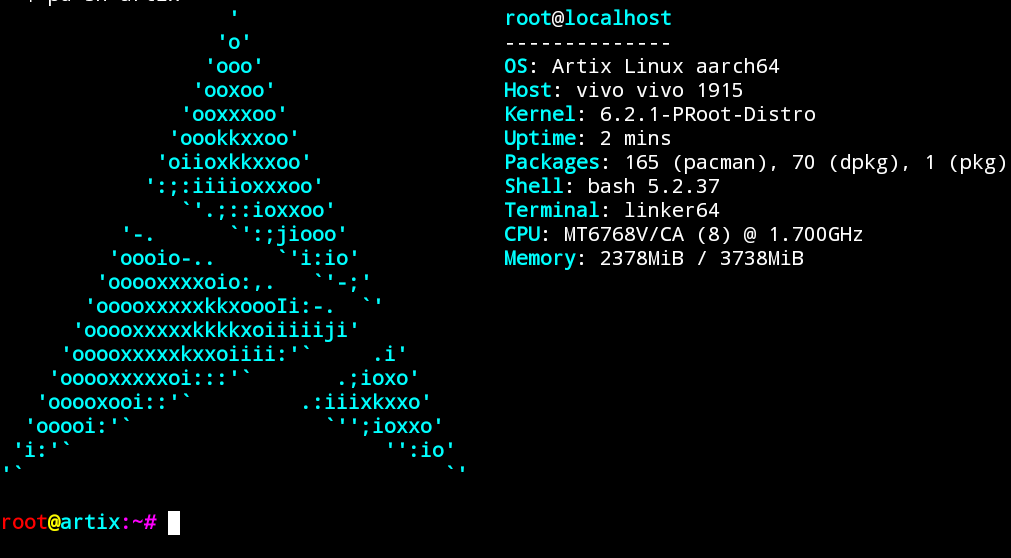 '
'o'
'ooo'
'ooxoo'
'ooxxxoo'
'oookkxxoo'
'oiioxkkxxoo'
':;:iiiioxxxoo'
`'.;::ioxxoo'
'-.      `':;jiooo'
'oooio-..     `'i:io'
'ooooxxxxoio:,.   `'-;'
'ooooxxxxxkkxoooIi:-.  `'
'ooooxxxxxkkkkxoiiiiiji'
'ooooxxxxxkxxoiiii:'`     .i'
'ooooxxxxxoi:::'`       .;ioxo'
'ooooxooi::'`         .:iiixkxxo'
'ooooi:'`                `'';ioxxo'
'i:'`                          '':io'
'`                                   `'
root@localhost
--------------
OS: Artix Linux aarch64
Host: vivo vivo 1915
Kernel: 6.2.1-PRoot-Distro
Uptime: 2 mins
Packages: 165 (pacman), 70 (dpkg), 1 (pkg)
Shell: bash 5.2.37
Terminal: linker64
CPU: MT6768V/CA (8) @ 1.700GHz
Memory: 2378MiB / 3738MiB
root@artix:~#